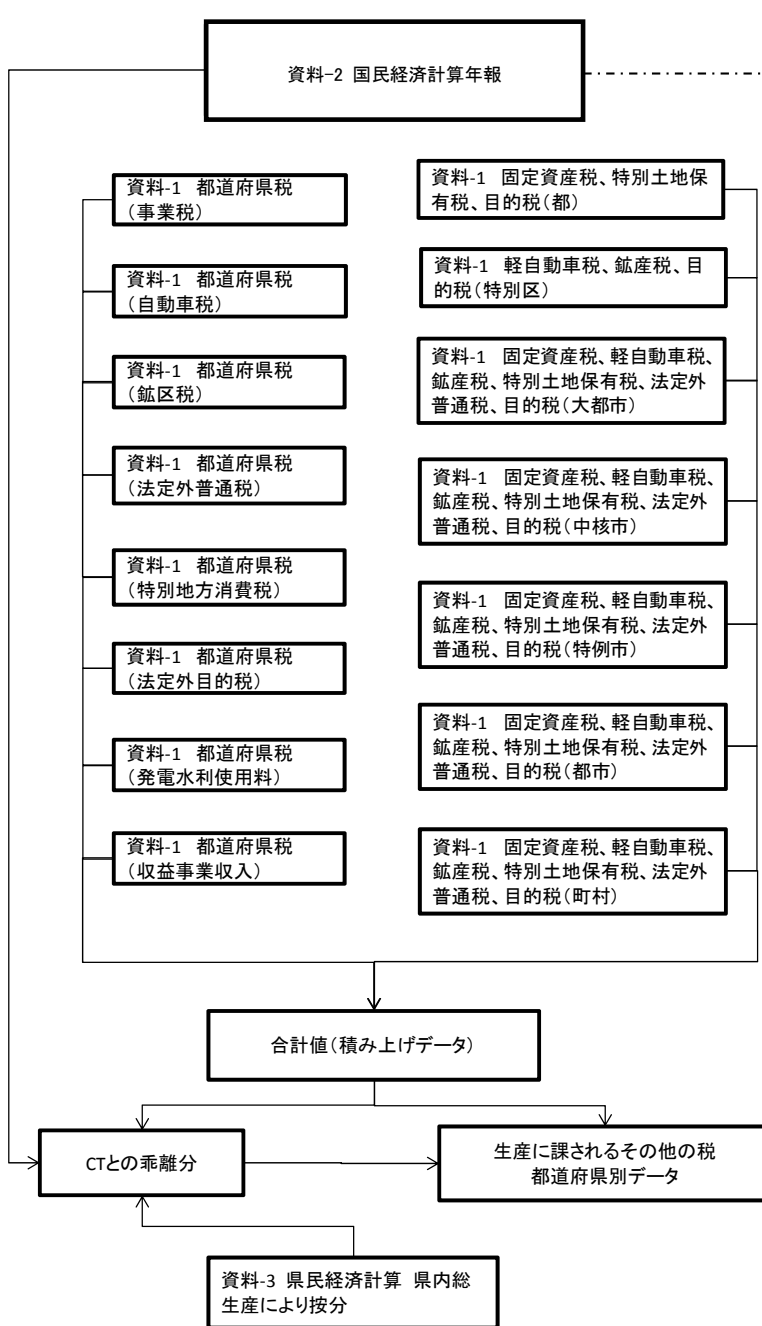 資料-2 国民経済計算年報
資料-1 都道府県税
(事業税)
資料-1 都道府県税
(自動車税)
資料-1 都道府県税
(鉱区税)
資料-1 都道府県税
(法定外普通税)
資料-1 都道府県税
(特別地方消費税)
資料-1 都道府県税
(法定外目的税)
資料-1 都道府県税
(発電水利使用料)
資料-1 都道府県税
(収益事業収入)
資料-1 固定資産税、特別土地保
有税、目的税(都)
資料-1 軽自動車税、鉱産税、目
的税(特別区)
資料-1 固定資産税、軽自動車税、
鉱産税、特別土地保有税、法定外
普通税、目的税(大都市)
資料-1 固定資産税、軽自動車税、
鉱産税、特別土地保有税、法定外
普通税、目的税(中核市)
資料-1 固定資産税、軽自動車税、
鉱産税、特別土地保有税、法定外
普通税、目的税(特例市)
資料-1 固定資産税、軽自動車税、
鉱産税、特別土地保有税、法定外
普通税、目的税(都市)
資料-1 固定資産税、軽自動車税、
鉱産税、特別土地保有税、法定外
普通税、目的税(町村)
合計値(積み上げデータ)
CTとの乖離分
生産に課されるその他の税
都道府県別データ
資料-3 県民経済計算 県内総
生産により按分